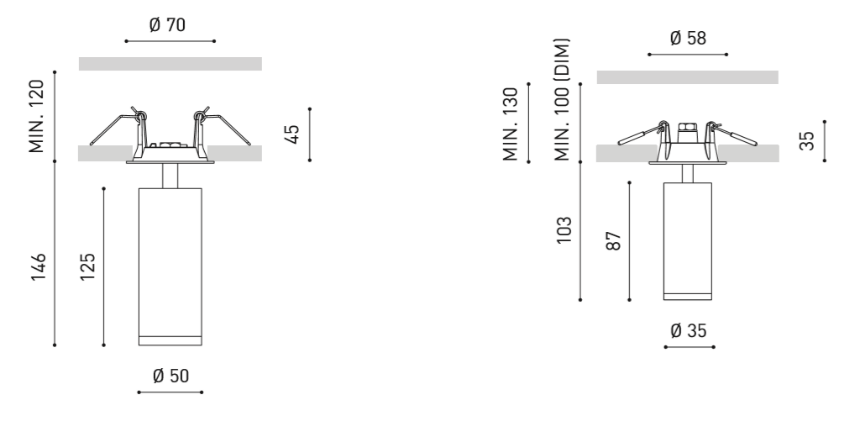 Ø 70
MIN. 120
45
146
125
Ø 50
Ø 58
MIN. 130
MIN. 100 (DIM)
35
103
87
Ø 35